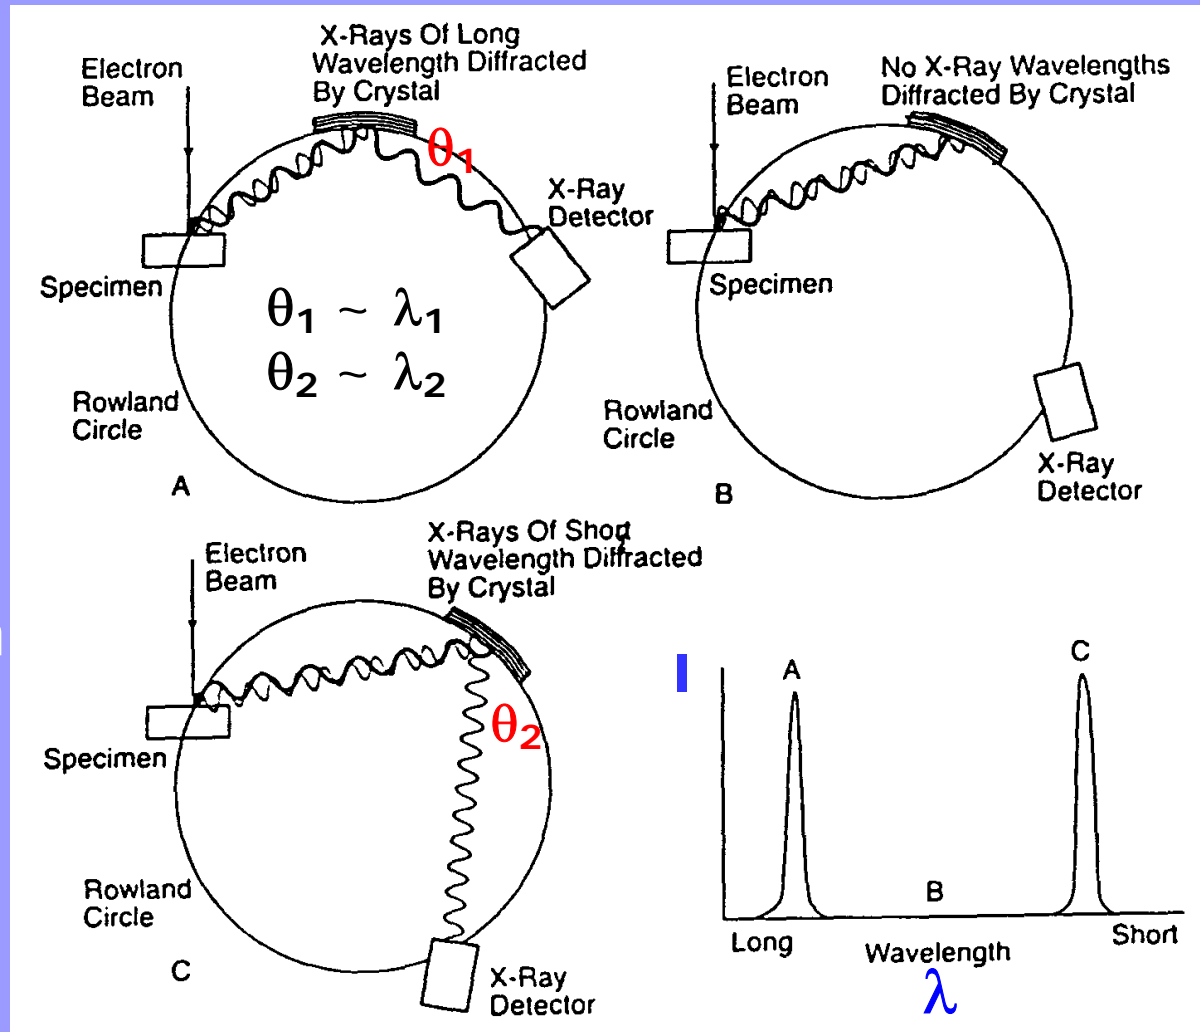 X-Rays Of Long
Wavelength Diffracted
By Crystal
Electron
Beam
θ1
X-Ray
Detector
Specimen
θ1 ~ λ1
θ2 ~ λ2
Rowland
Circle
A
No X-Ray Wavelengths
Diffracted By Crystal
Electron
Beam
Specimen
Rowland
Circle
X-Ray
Detector
B
X-Rays Of Short
Wavelength Diffracted
By Crystal
Electron
Beam
θ2
Specimen
Rowland
Circle
C
X-Ray
Detector
I
A
C
B
Long
Wavelength
Short
λ